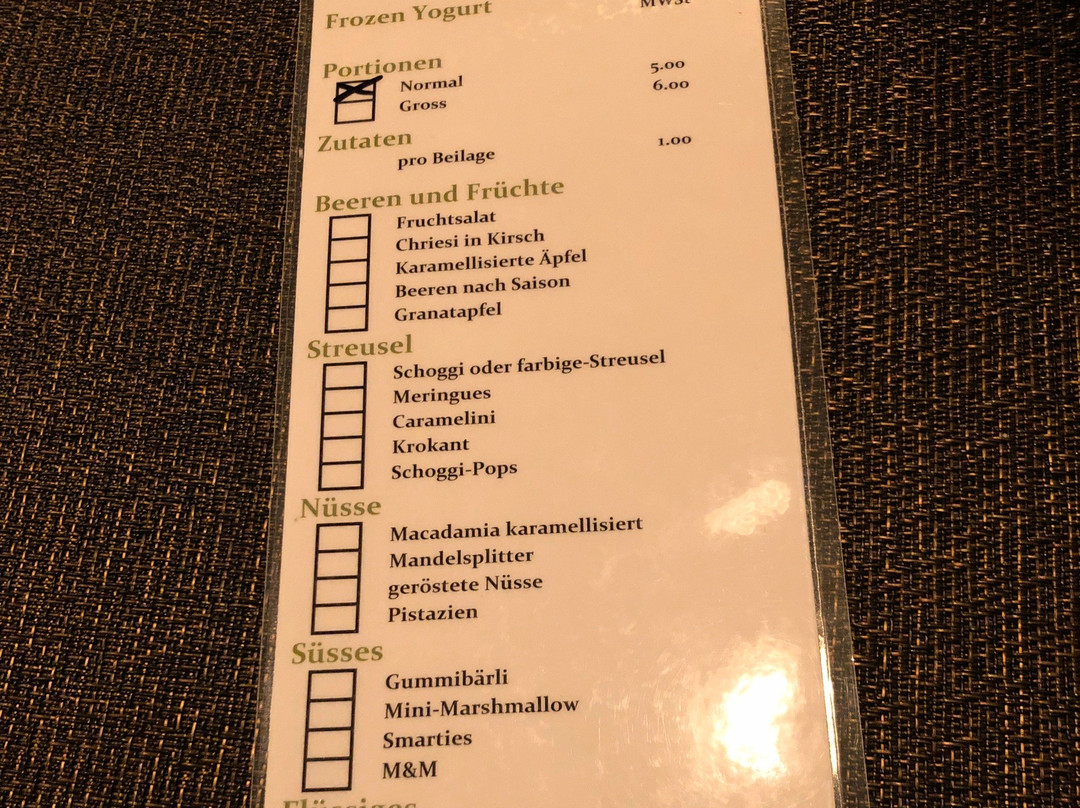 Frozen Yogurt MwSt
Portionen
Normal 5.00
Gross 6.00
Zutaten
pro Beilage 1.00
Beeren und Früchte
Fruchtsalat
Chriesi in Kirsch
Karamellisierte Äpfel
Beeren nach Saison
Granatapfel
Streusel
Schoggi oder farbige-Streusel
Meringues
Caramelini
Krokant
Schoggi-Pops
Nüsse
Macadamia karamellisiert
Mandelsplitter
geröstete Nüsse
Pistazien
Süsses
Gummibärli
Mini-Marshmallow
Smarties
M&M
Flüssiges